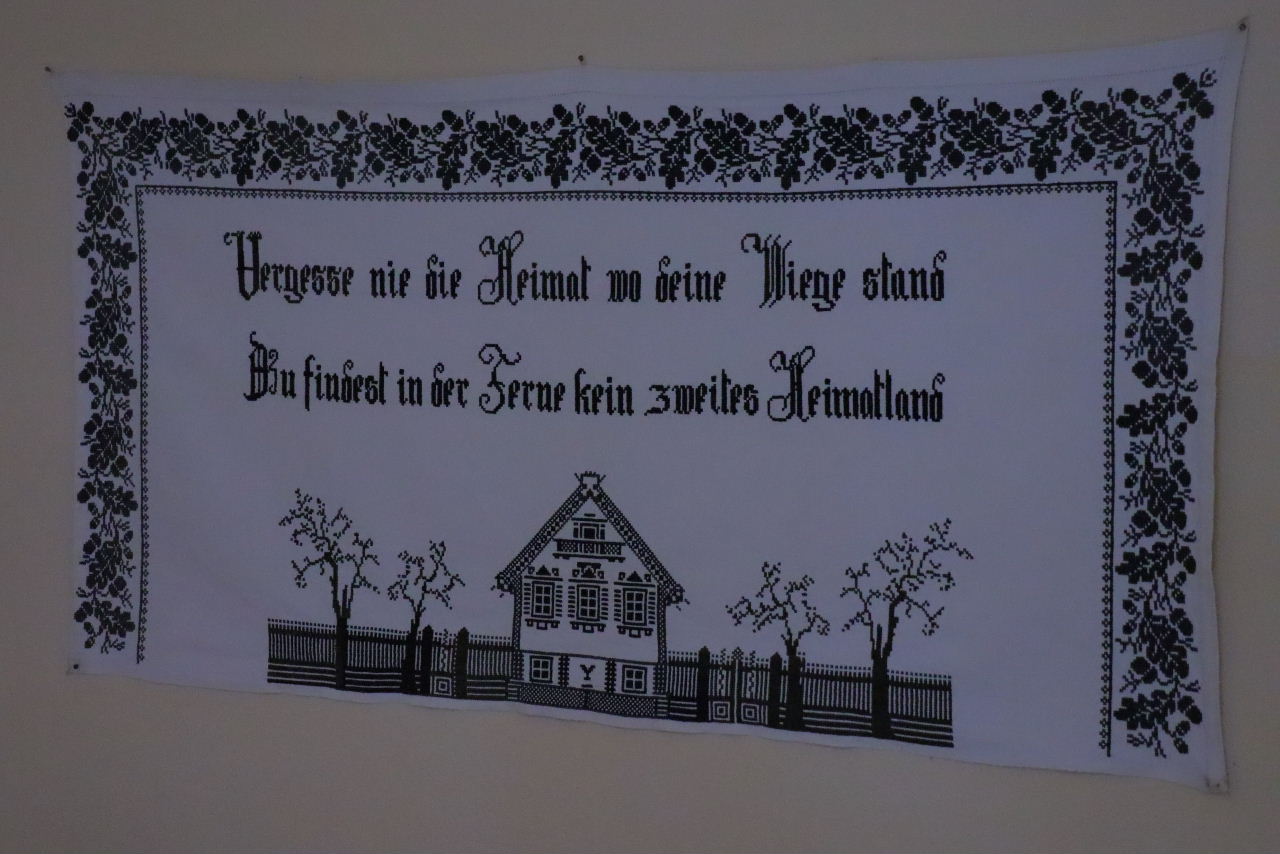 Vergesse nie die Heimat wo deine Wiege stand
Du findest in der Ferne kein zweites Heimatland